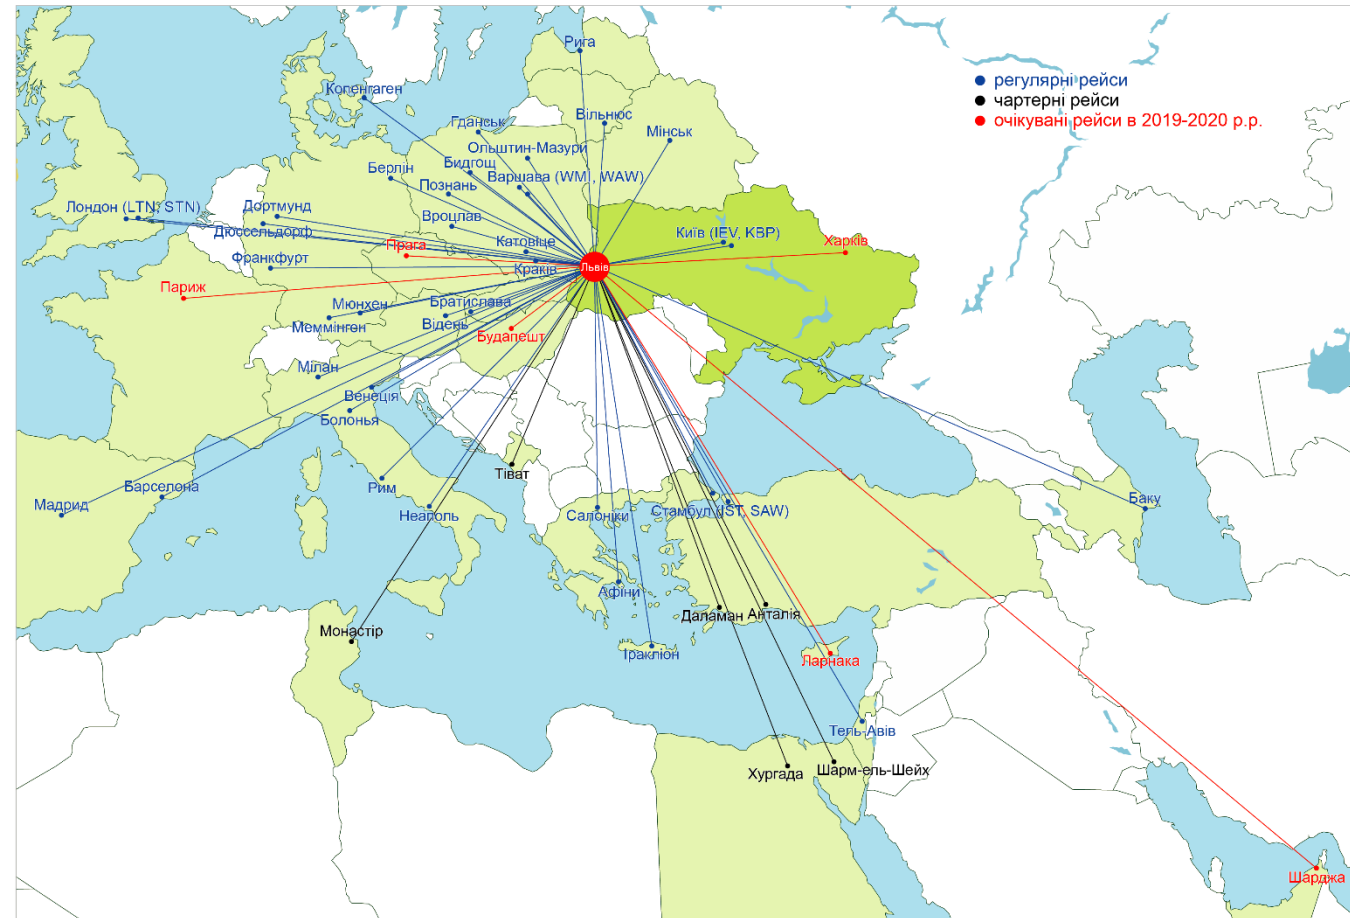 Рига
регулярні рейси
Копенгаген
чартерні рейси
Гданськ
Вільнюс
очікувані рейси в 2019-2020 р.р.
Мінськ
Ольштин-Мазури
Берлін
Бидгощ
Варшава (WMI, WAW)
Познань
Лондон (LTN, STN)
Дортмунд
Вроцлав
Дюссельдорф
Київ (IEV, KBP)
Харків
Прага
Катовіце
Франкфурт
Краків
Львів
Париж
Мюнхен
Братислава
Меммінген
Відень
Будапешт
Мілан
Венеція
Болонья
Тіват
Барселона
Рим
Мадрид
Неаполь
Салоніки
Стамбул (IST, SAW)
Баку
Афіни
Даламан
Анталія
Монастір
Іракліон
Ларнака
Тель-Авів
Хургада
Шарм-ель-Шейх
Шарджа